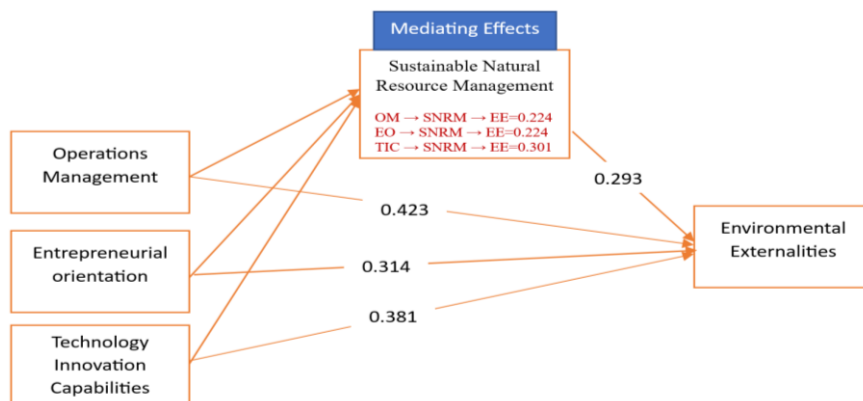 Mediating Effects
Sustainable Natural
Resource Management
OM → SNRM → EE=0.224
EO → SNRM → EE=0.224
TIC → SNRM → EE=0.301
Operations
Management
0.293
0.423
Environmental
Externalities
Entrepreneurial
orientation
0.314
0.381
Technology
Innovation
Capabilities